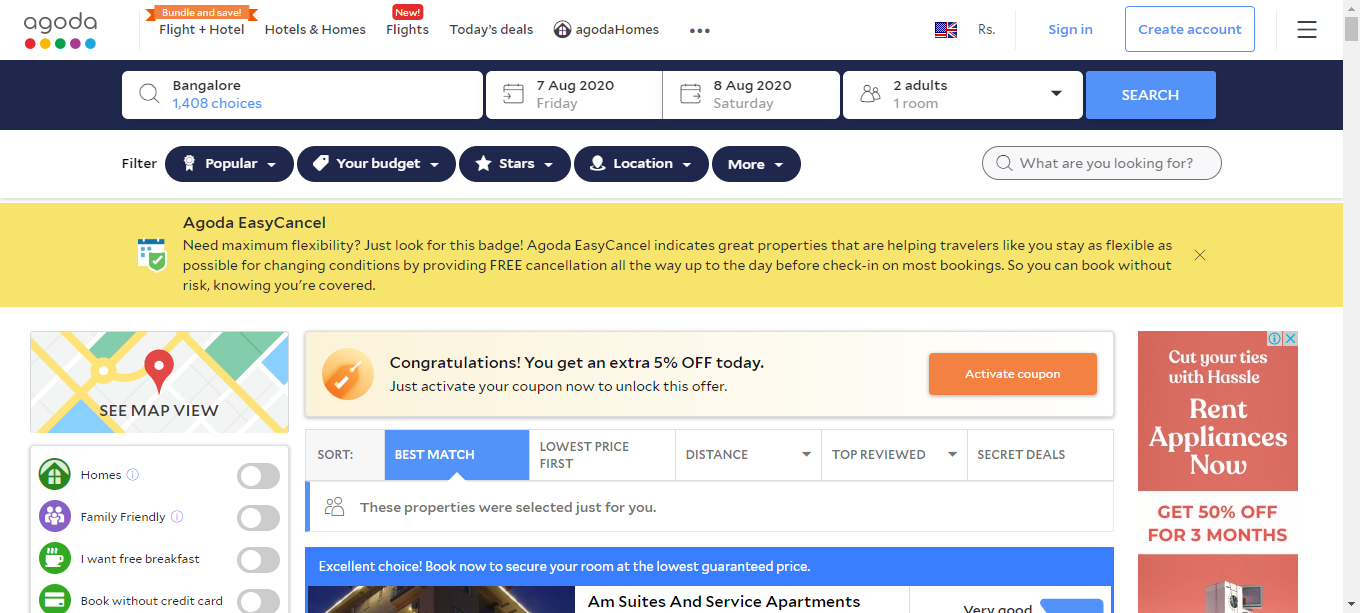 agoda
Bundle and save!
Flight + Hotel
Hotels & Homes
New!
Flights
Today's deals
agodaHomes
Rs.
Sign in
Create account
Bangalore
1,408 choices
7 Aug 2020
Friday
8 Aug 2020
Saturday
2 adults
1 room
SEARCH
Filter
Popular
Your budget
Stars
Location
More
What are you looking for?
Agoda EasyCancel
Need maximum flexibility? Just look for this badge! Agoda EasyCancel indicates great properties that are helping travelers like you stay as flexible as
possible for changing conditions by providing FREE cancellation all the way up to the day before check-in on most bookings. So you can book without
risk, knowing you're covered.
SEE MAP VIEW
Homes
Family Friendly
I want free breakfast
Book without credit card
Congratulations! You get an extra 5% OFF today.
Just activate your coupon now to unlock this offer.
Activate coupon
SORT:
BEST MATCH
LOWEST PRICE
FIRST
DISTANCE
TOP REVIEWED
SECRET DEALS
These properties were selected just for you.
Excellent choice! Book now to secure your room at the lowest guaranteed price.
Am Suites And Service Apartments
Very good
Cut your ties
with Hassle
Rent
Appliances
Now
GET 50% OFF
FOR 3 MONTHS